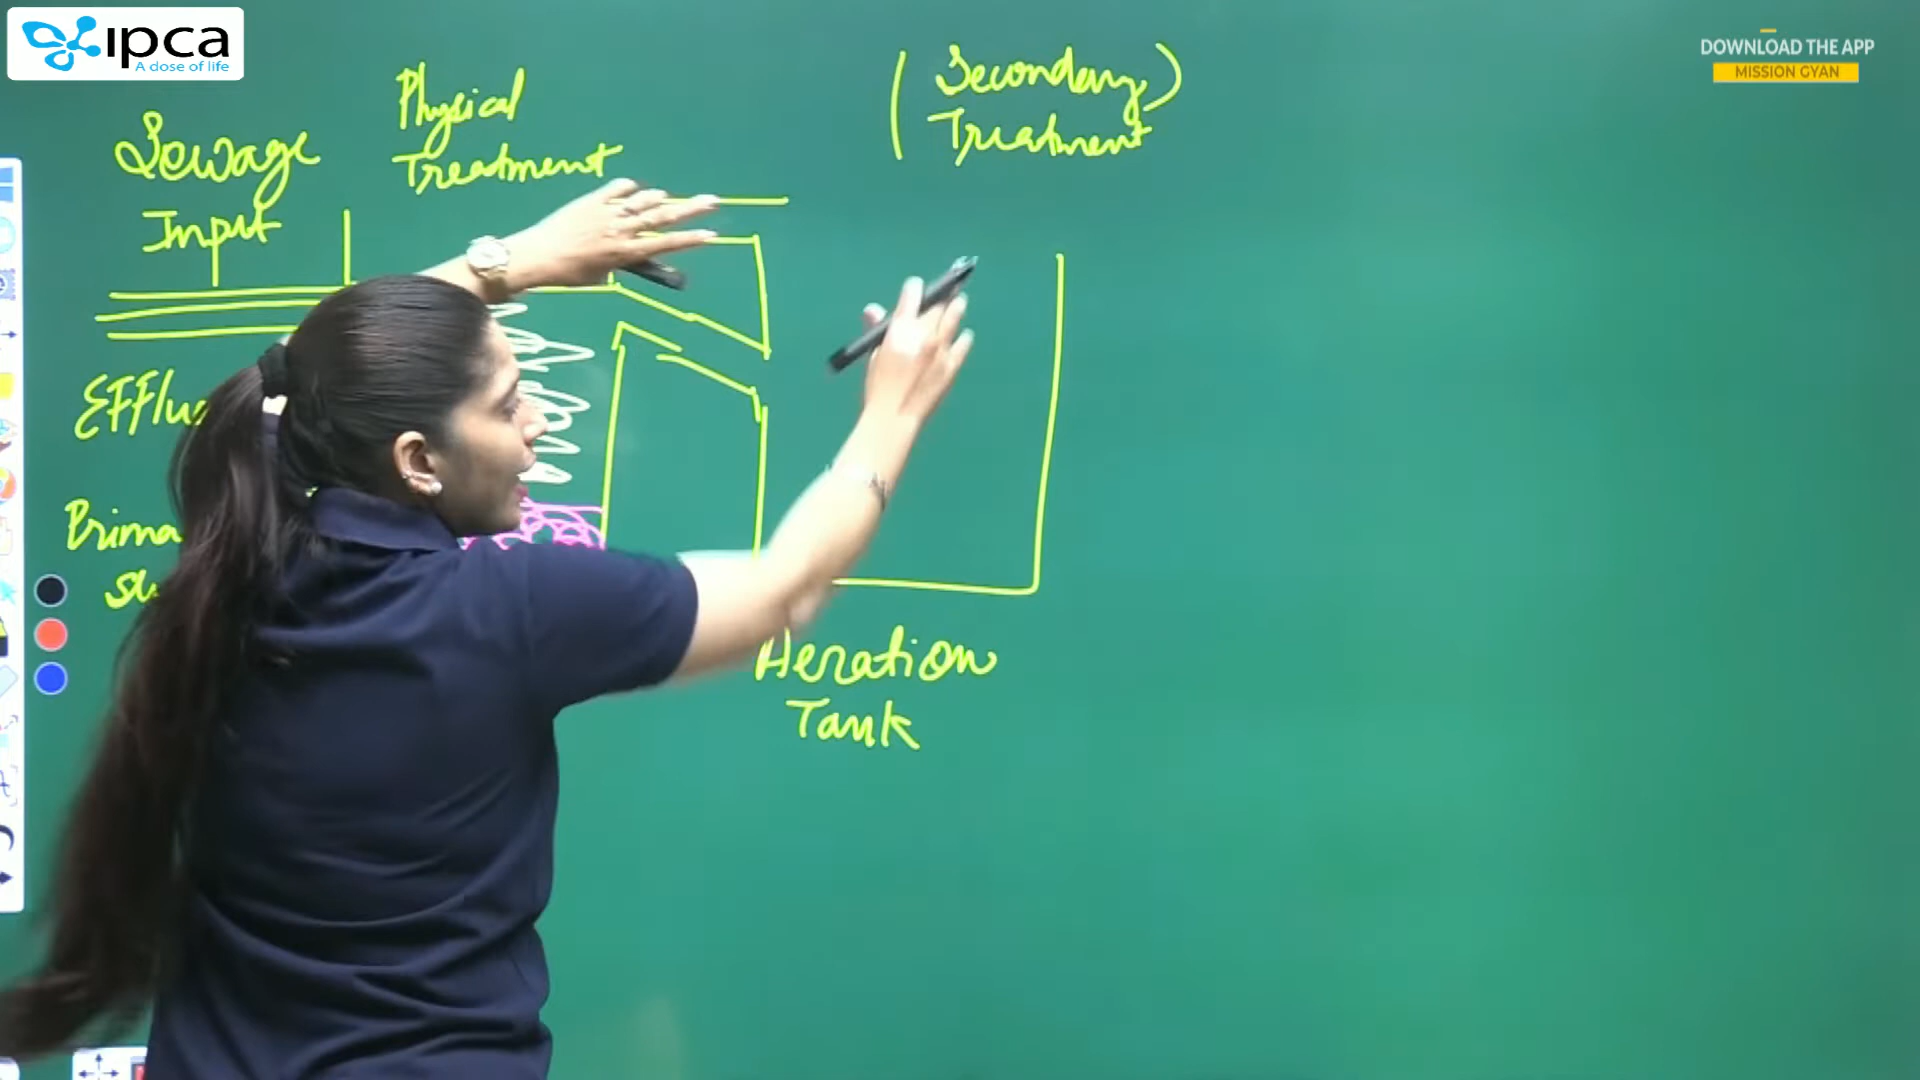 ipca
A dose of life
DOWNLOAD THE APP
MISSION GYAN
Sewage
Input
Physical
Treatment
(Secondary)
Treatment
Aeration
Tank